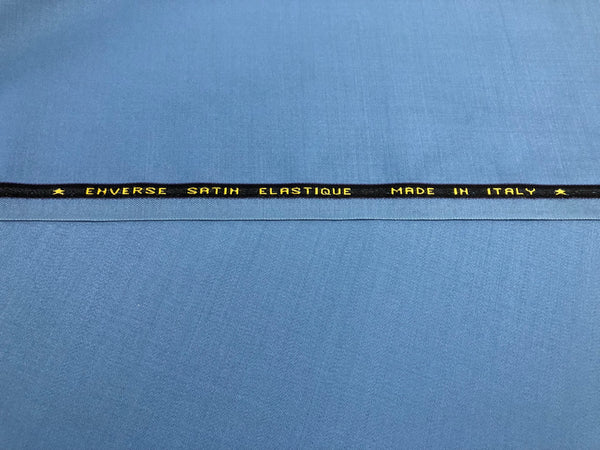 ★ ENVERSE SATIN ELASTIQUE MADE IN ITALY ★